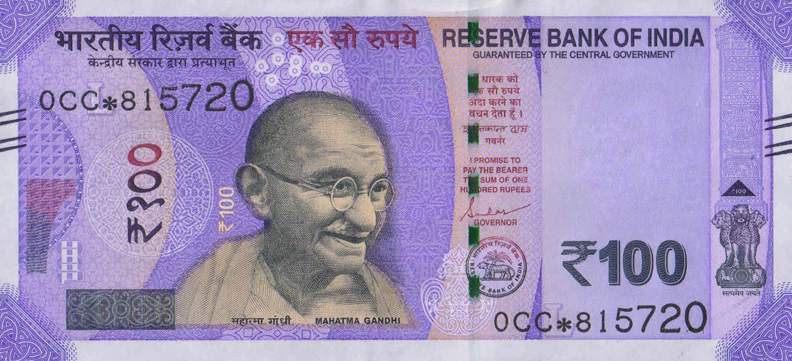 भारतीय रिज़र्व बैंक
केन्द्रीय सरकार द्वारा प्रत्याभूत
एक सौ रुपये
RESERVE BANK OF INDIA
GUARANTEED BY THE CENTRAL GOVERNMENT
0CC*815720
धारक को
एक सौ रुपये
अदा करने का
वचन देता हूँ ।
गवर्नर
I PROMISE TO
PAY THE BEARER
THE SUM OF ONE
HUNDRED RUPEES
GOVERNOR
₹१००
₹100
₹100
₹100
सत्यमेव जयते
महात्मा गांधी
MAHATMA GANDHI
0CC*815720